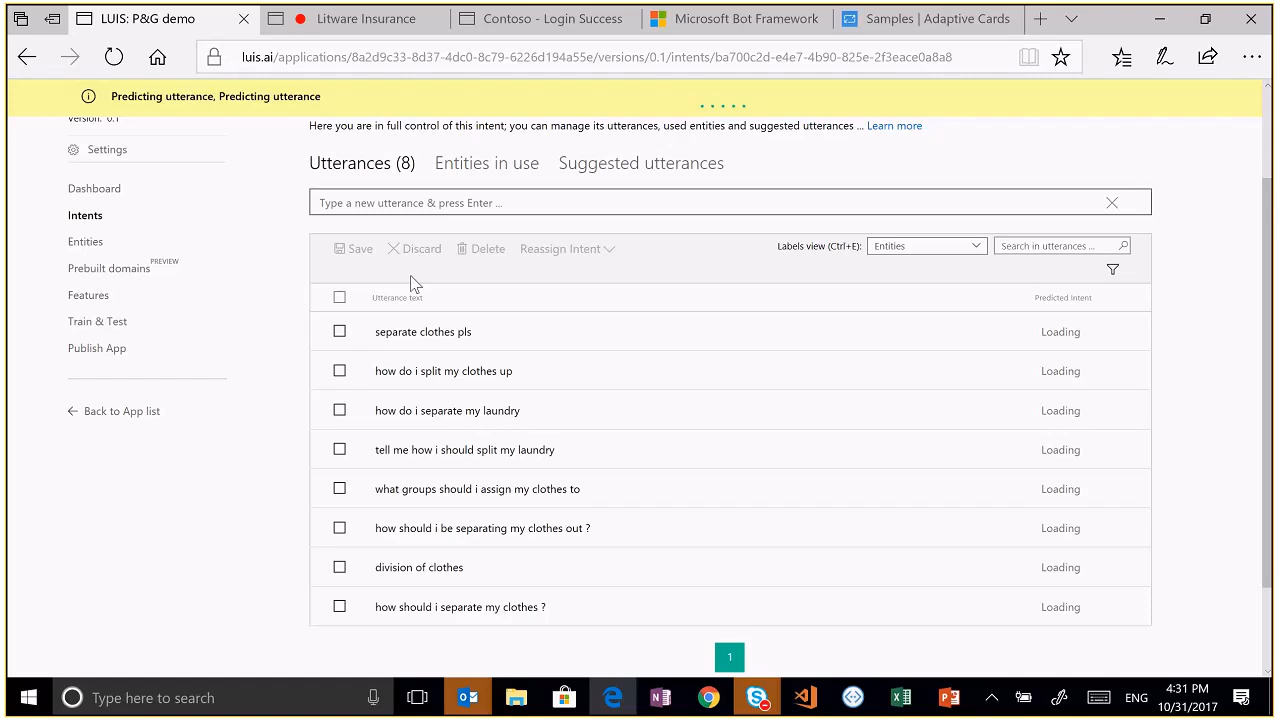 LUIS: P&G demo
Litware Insurance
Contoso - Login Success
Microsoft Bot Framework
Samples | Adaptive Cards
luis.ai/applications/8a2d9c33-8d37-4dc0-8c79-6226d194a55e/versions/0.1/intents/ba700c2d-e4e7-4b90-825e-2f3eace0a8a8
Predicting utterance, Predicting utterance
Version: 0.1
Settings
Dashboard
Intents
Entities
Prebuilt domains PREVIEW
Features
Train & Test
Publish App
Back to App list
Here you are in full control of this intent; you can manage its utterances, used entities and suggested utterances ... Learn more
Utterances (8) Entities in use Suggested utterances
Type a new utterance & press Enter ...
Save Discard Delete Reassign Intent Labels view (Ctrl+E): Entities Search in utterances ...
Utterance text Predicted Intent
separate clothes pls Loading
how do i split my clothes up Loading
how do i separate my laundry Loading
tell me how i should split my laundry Loading
what groups should i assign my clothes to Loading
how should i be separating my clothes out ? Loading
division of clothes Loading
how should i separate my clothes ? Loading
1
Type here to search
ENG
4:31 PM
10/31/2017